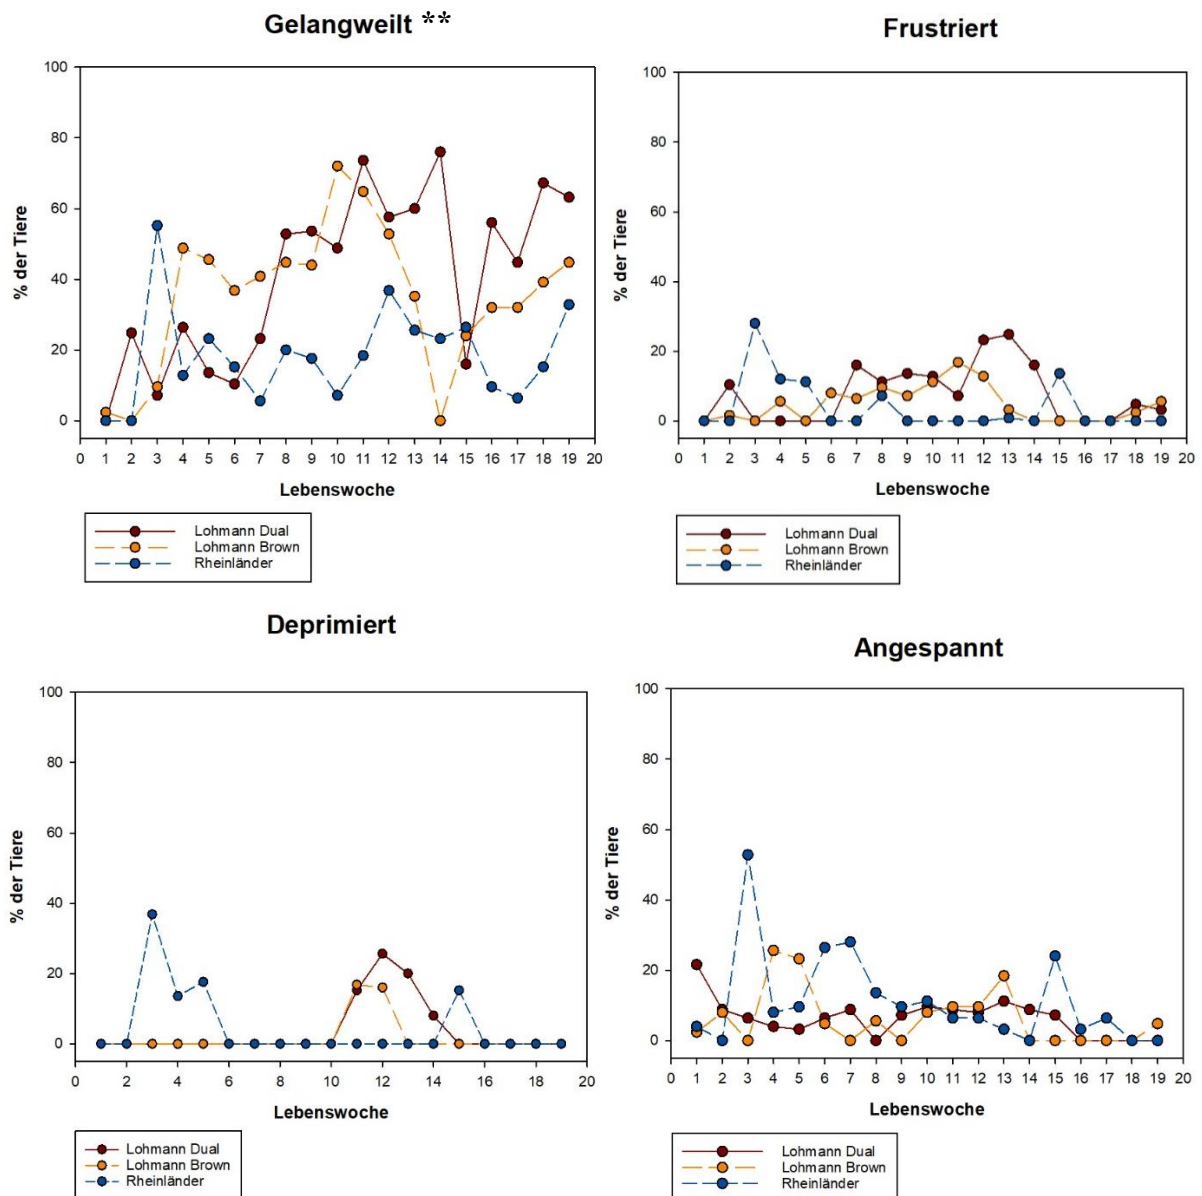 Gelangweilt **
100
80
60
40
20
0
% der Tiere
0 1 2 3 4 5 6 7 8 9 10 11 12 13 14 15 16 17 18 19 20
Lebenswoche
Lohmann Dual
Lohmann Brown
Rheinländer
Frustriert
100
80
60
40
20
0
% der Tiere
0 1 2 3 4 5 6 7 8 9 10 11 12 13 14 15 16 17 18 19 20
Lebenswoche
Lohmann Dual
Lohmann Brown
Rheinländer
Deprimiert
100
80
60
40
20
0
% der Tiere
0 2 4 6 8 10 12 14 16 18 20
Lebenswoche
Lohmann Dual
Lohmann Brown
Rheinländer
Angespannt
100
80
60
40
20
0
% der Tiere
0 1 2 3 4 5 6 7 8 9 10 11 12 13 14 15 16 17 18 19 20
Lebenswoche
Lohmann Dual
Lohmann Brown
Rheinländer